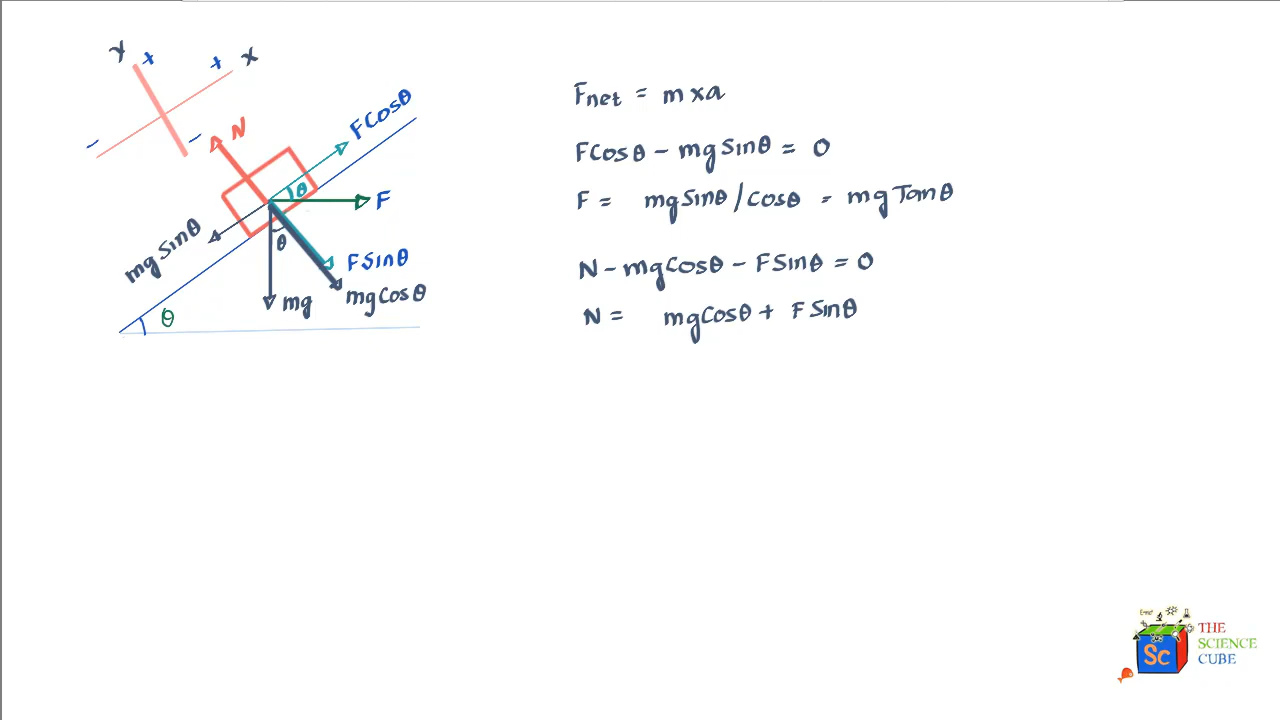 Y + + X
- -
N
FCosθ
θ
F
mgSinθ
θ
FSinθ
mg
mgCosθ
θ
Fnet = m x a
FCosθ - mgSinθ = 0
F = mgSinθ/Cosθ = mgTanθ
N - mgCosθ - FSinθ = 0
N = mgCosθ + FSinθ
Sc
THE
SCIENCE
CUBE